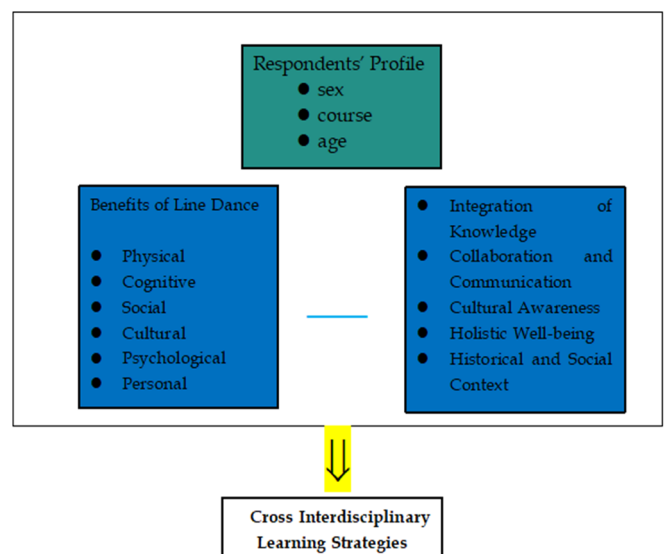 Respondents' Profile
● sex
● course
● age
Benefits of Line Dance
● Physical
● Cognitive
● Social
● Cultural
● Psychological
● Personal
● Integration of
Knowledge
● Collaboration and
Communication
● Cultural Awareness
● Holistic Well-being
● Historical and Social
Context
Cross Interdisciplinary
Learning Strategies